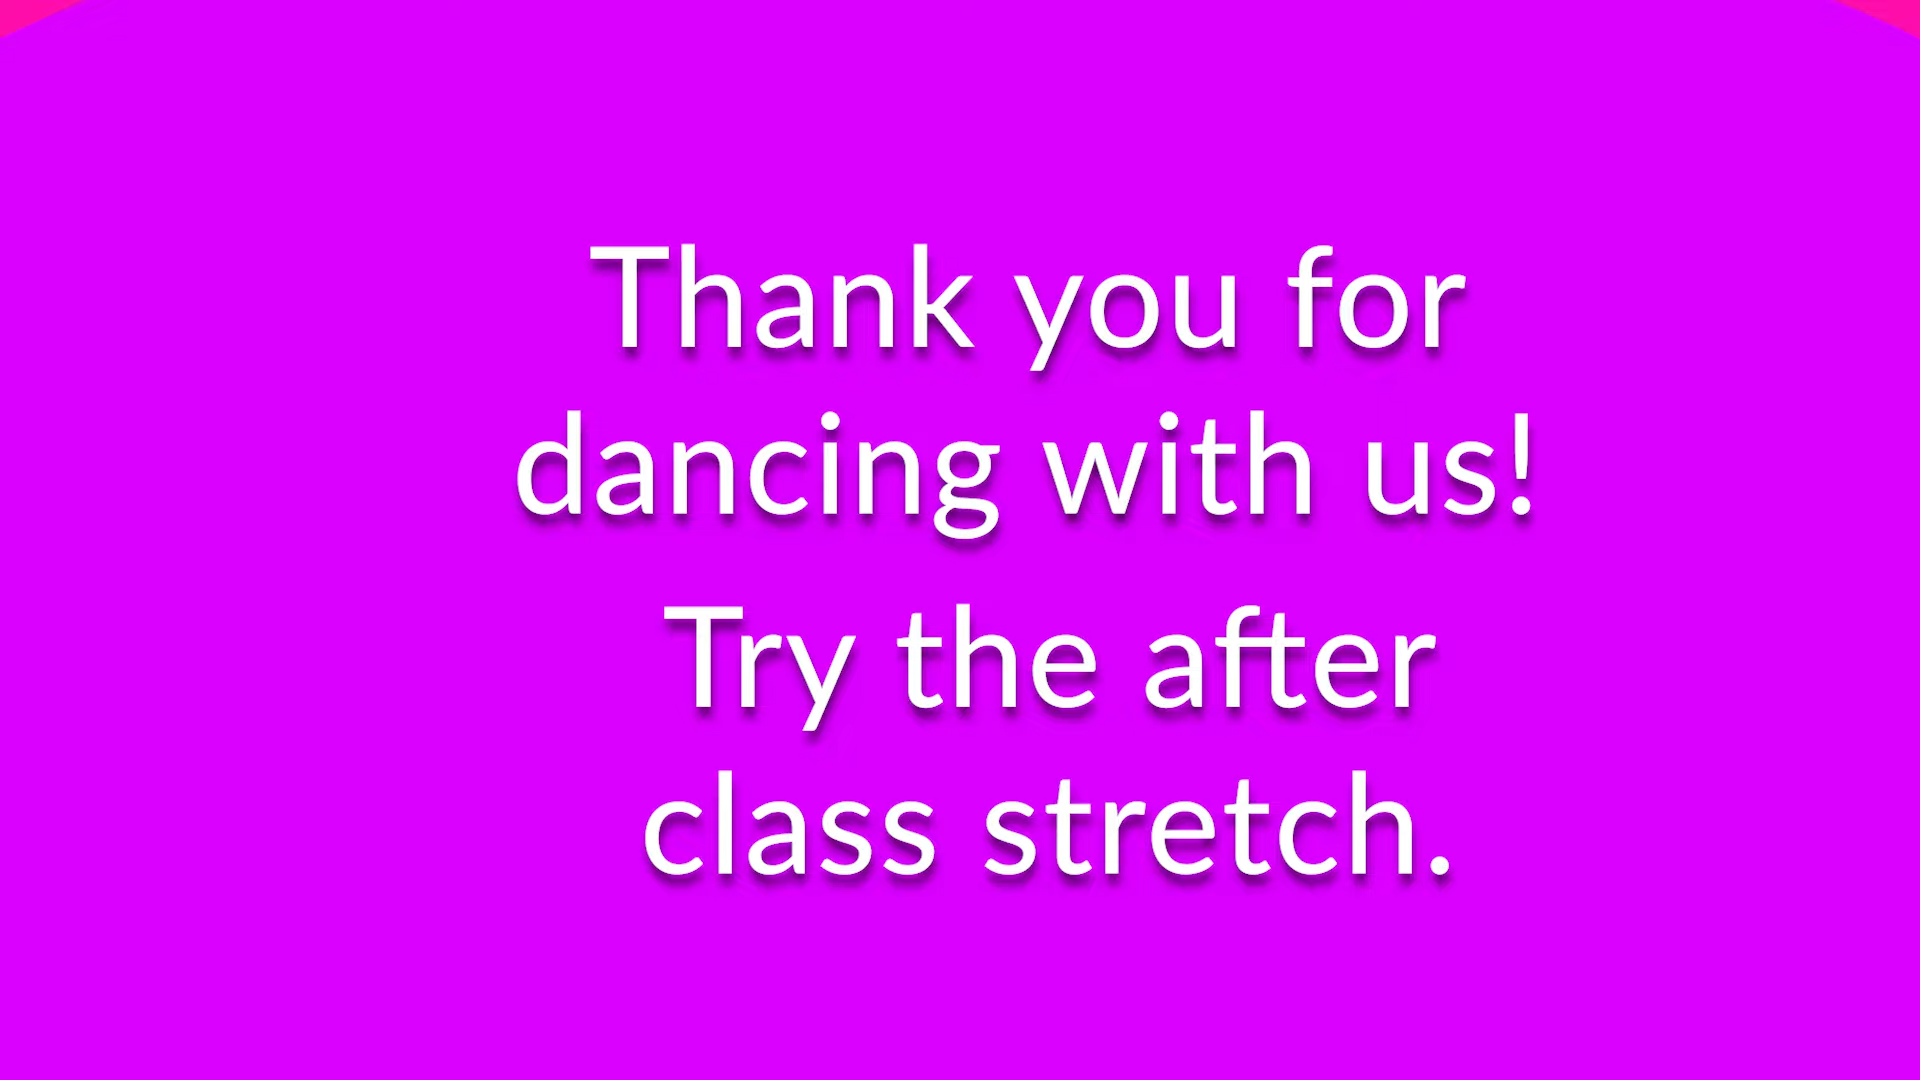 Thank you for
dancing with us!
Try the after
class stretch.